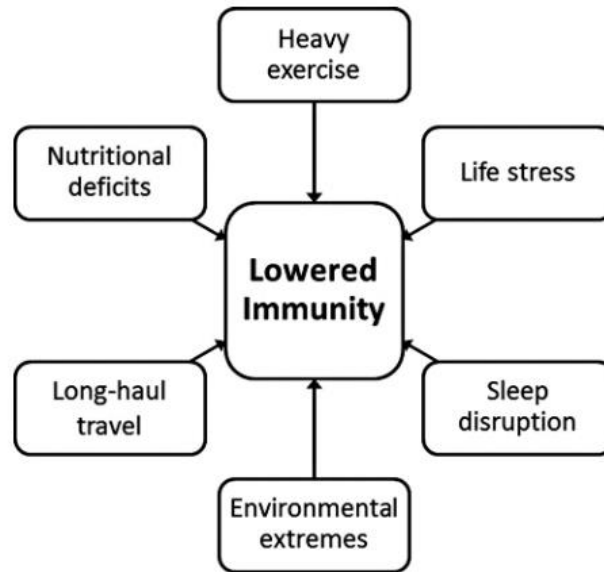 Heavy
exercise
Nutritional
deficits
Life stress
Lowered
Immunity
Long-haul
travel
Sleep
disruption
Environmental
extremes